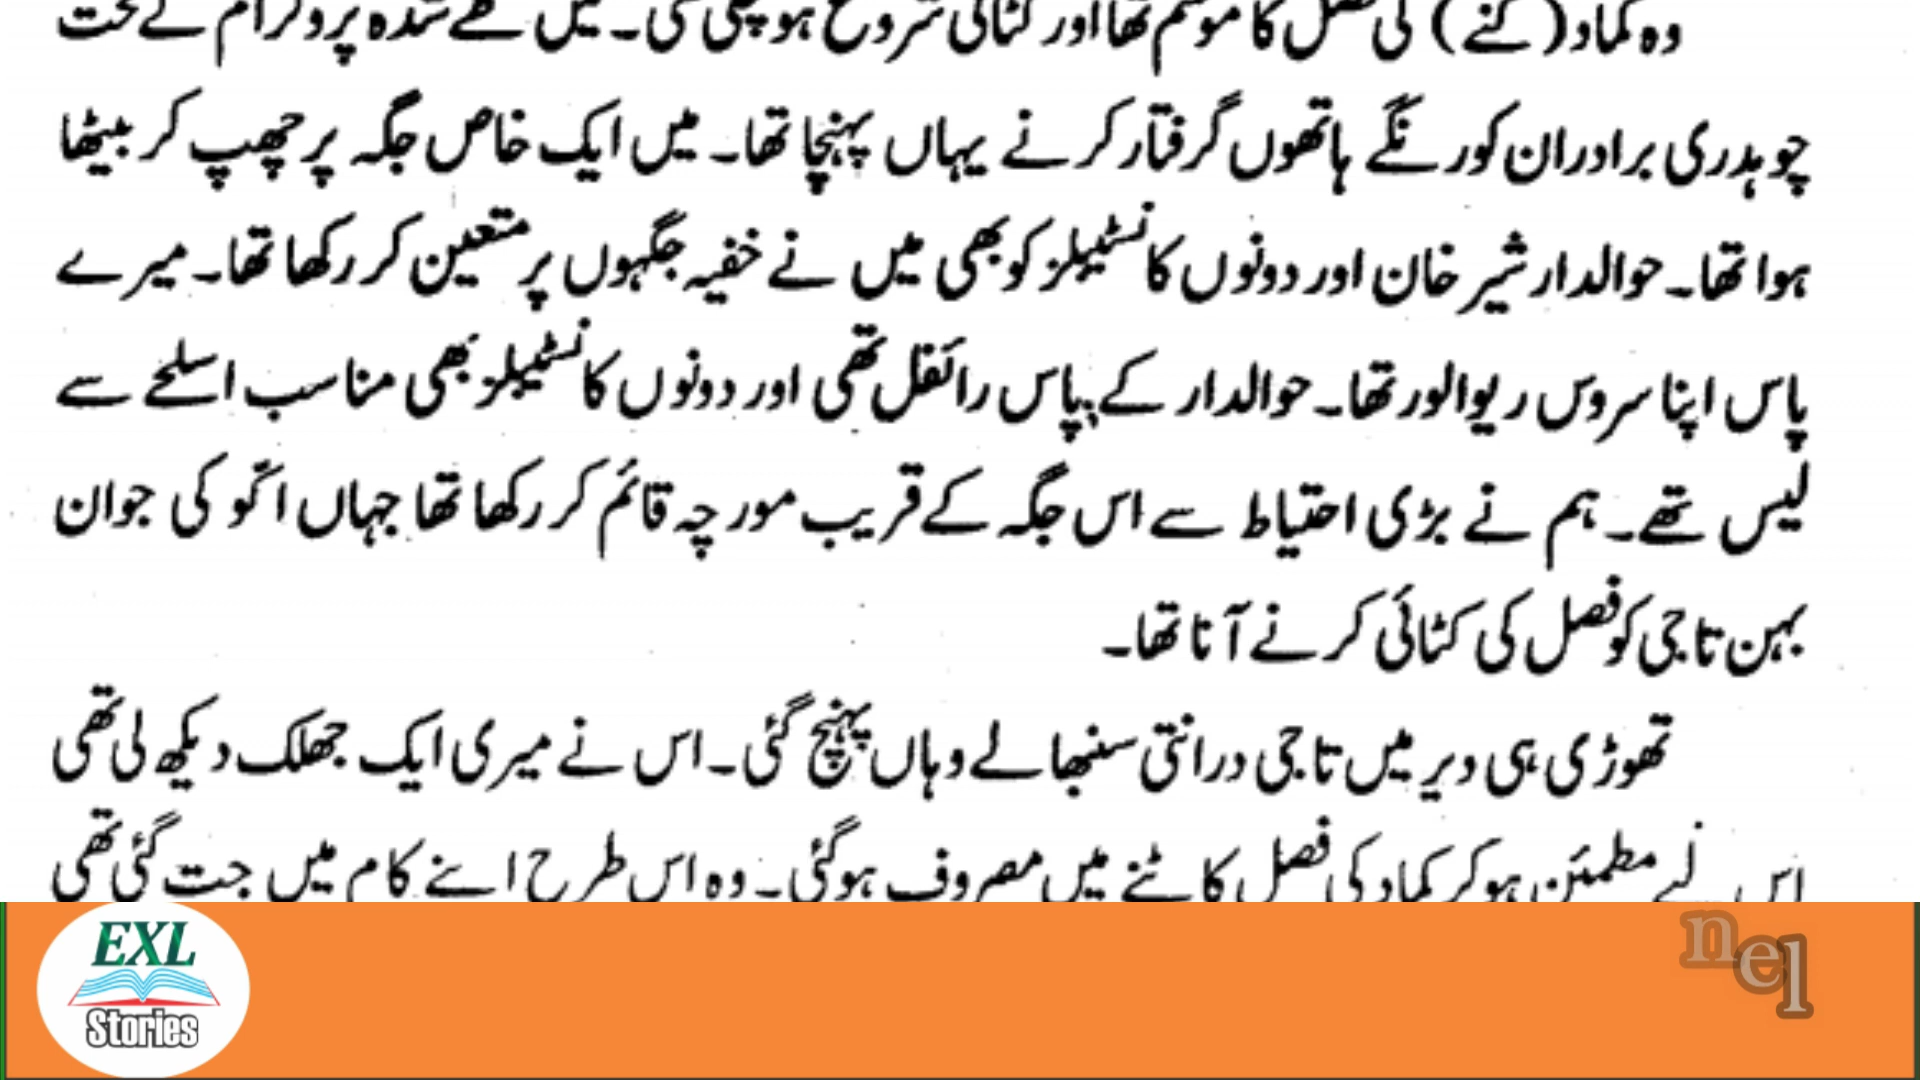 وہ کماد (گنے) کی فصل کا موسم تھا اور کٹائی شروع ہو چکی تھی۔ میں طے شدہ پروگرام کے تحت
چوہدری برادران کو رنگے ہاتھوں گرفتار کرنے یہاں پہنچا تھا۔ میں ایک خاص جگہ پر چھپ کر بیٹھا
ہوا تھا۔ حوالدار شیر خان اور دونوں کانسٹیبلز کو بھی میں نے خفیہ جگہوں پر متعین کر رکھا تھا۔ میرے
پاس اپنا سروس ریوالور تھا۔ حوالدار کے پاس رائفل تھی اور دونوں کانسٹیبلز بھی مناسب اسلحے سے
لیس تھے۔ ہم نے بڑی احتیاط سے اس جگہ کے قریب مورچہ قائم کر رکھا تھا جہاں اکّو کی جوان
بہن تاجی کو فصل کی کٹائی کرنے آنا تھا۔
تھوڑی ہی دیر میں تاجی درانتی سنبھالے وہاں پہنچ گئی۔ اس نے میری ایک جھلک دیکھ لی تھی
اس لیے مطمئن ہو کر کماد کی فصل کاٹنے میں مصروف ہو گئی۔ وہ اس طرح اپنے کام میں جت گئی تھی
EXL
Stories
nel